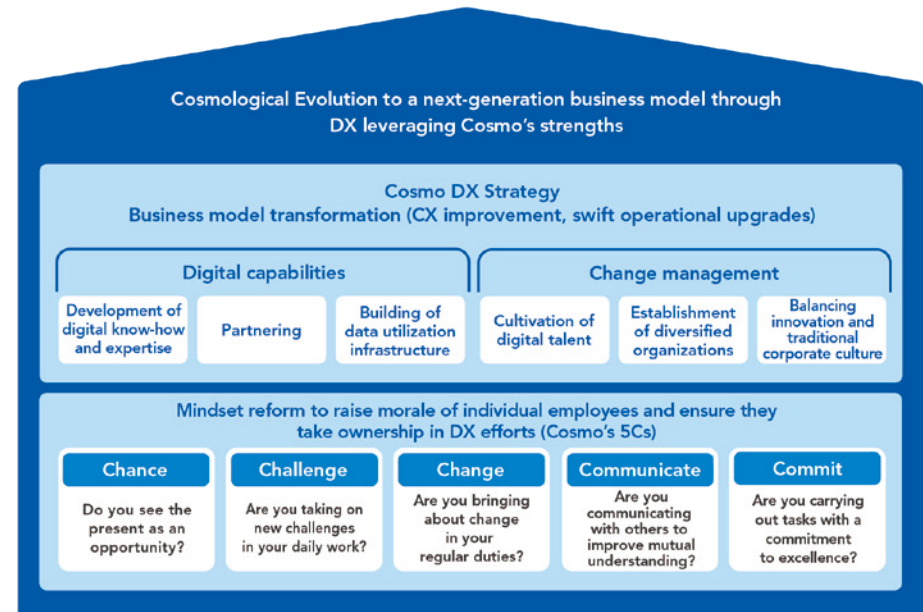 Cosmological Evolution to a next-generation business model through
DX leveraging Cosmo's strengths
Cosmo DX Strategy
Business model transformation (CX improvement, swift operational upgrades)
Digital capabilities
Development of
digital know-how
and expertise
Partnering
Building of
data utilization
infrastructure
Change management
Cultivation of
digital talent
Establishment
of diversified
organizations
Balancing
innovation and
traditional
corporate culture
Mindset reform to raise morale of individual employees and ensure they
take ownership in DX efforts (Cosmo's 5Cs)
Chance
Do you see the
present as an
opportunity?
Challenge
Are you taking on
new challenges
in your daily work?
Change
Are you bringing
about change
in your
regular duties?
Communicate
Are you
communicating
with others to
improve mutual
understanding?
Commit
Are you carrying
out tasks with a
commitment
to excellence?